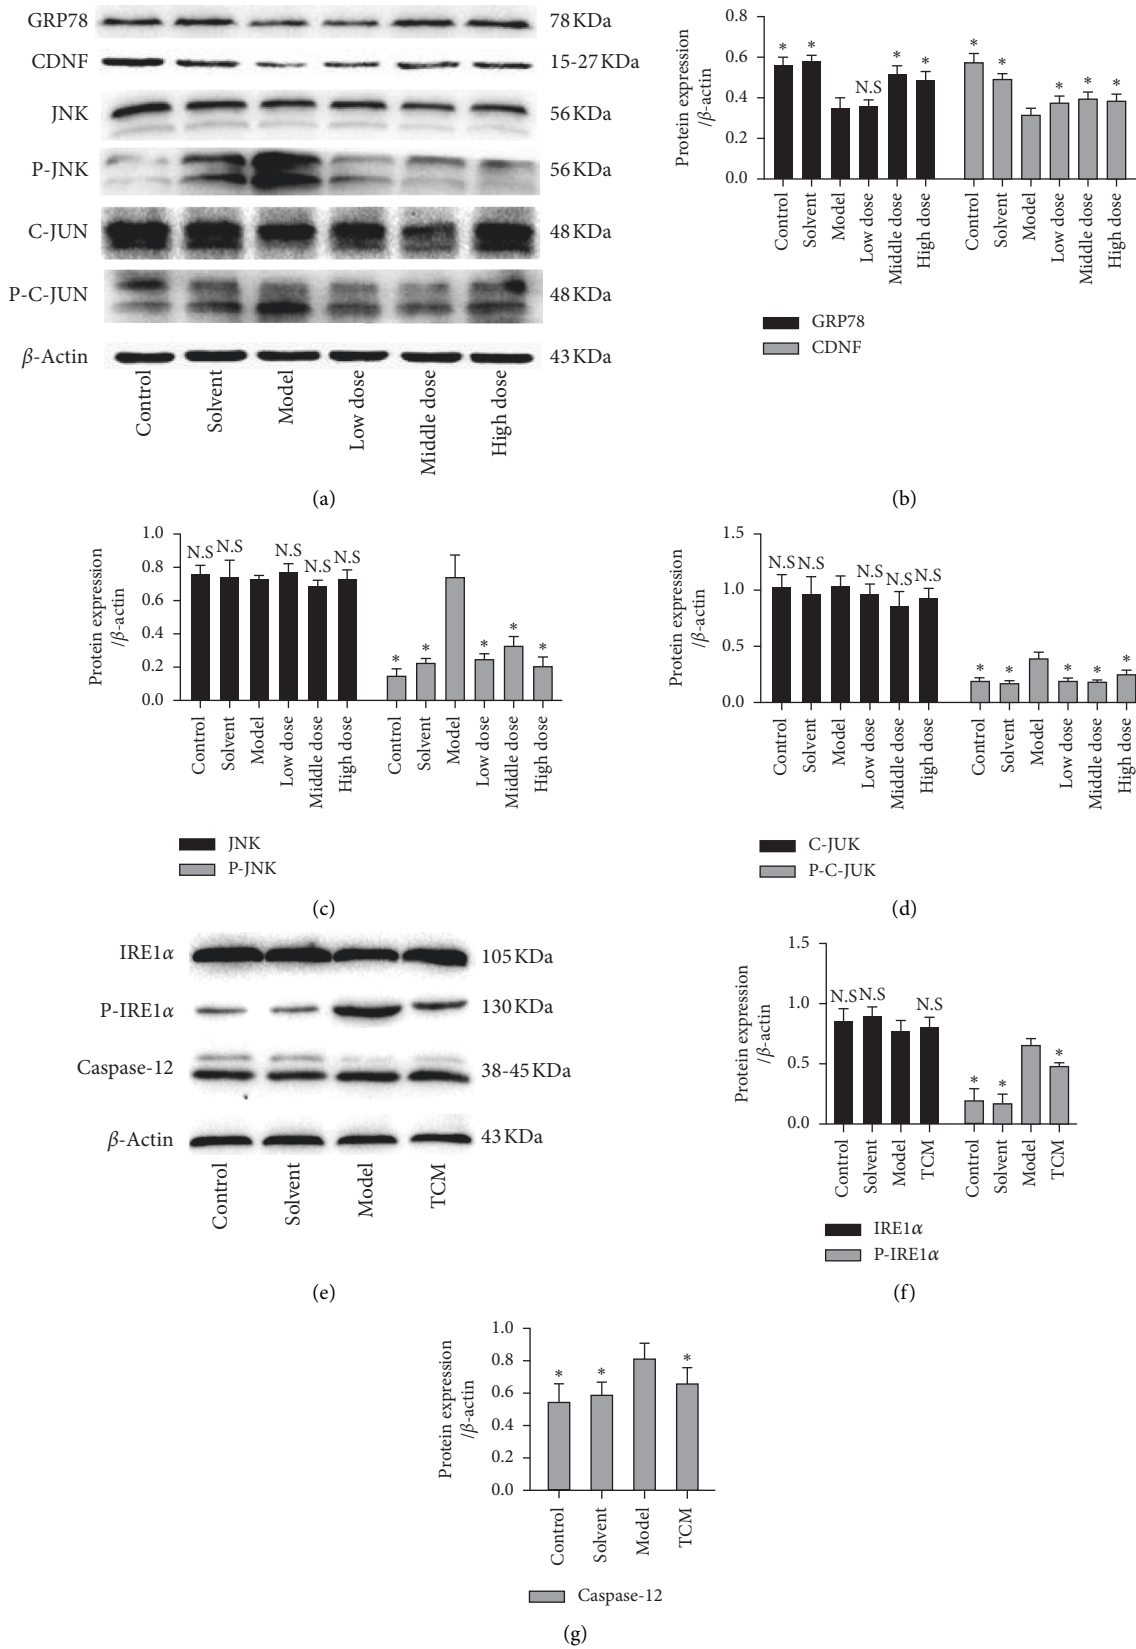 GRP78 78 KDa
CDNF 15-27 KDa
JNK 56 KDa
P-JNK 56 KDa
C-JUN 48 KDa
P-C-JUN 48 KDa
β-Actin 43 KDa
Control Solvent Model Low dose Middle dose High dose
(a)
Protein expression
/β-actin
0.8
0.6
0.4
0.2
0.0
* * N.S * * * * * * *
Control Solvent Model Low dose Middle dose High dose Control Solvent Model Low dose Middle dose High dose
GRP78
CDNF
(b)
Protein expression
/β-actin
1.0
0.8
0.6
0.4
0.2
0.0
N.S N.S N.S N.S N.S * * * * *
Control Solvent Model Low dose Middle dose High dose Control Solvent Model Low dose Middle dose High dose
JNK
P-JNK
(c)
Protein expression
/β-actin
1.5
1.0
0.5
0.0
N.S N.S N.S N.S N.S * * * * *
Control Solvent Model Low dose Middle dose High dose Control Solvent Model Low dose Middle dose High dose
C-JUK
P-C-JUK
(d)
IRE1α 105 KDa
P-IRE1α 130 KDa
Caspase-12 38-45 KDa
β-Actin 43 KDa
Control Solvent Model TCM
(e)
Protein expression
/β-actin
1.5
1.0
0.5
0.0
N.S N.S N.S * * *
Control Solvent Model TCM Control Solvent Model TCM
IRE1α
P-IRE1α
(f)
Protein expression
/β-actin
1.0
0.8
0.6
0.4
0.2
0.0
* * *
Control Solvent Model TCM
Caspase-12
(g)